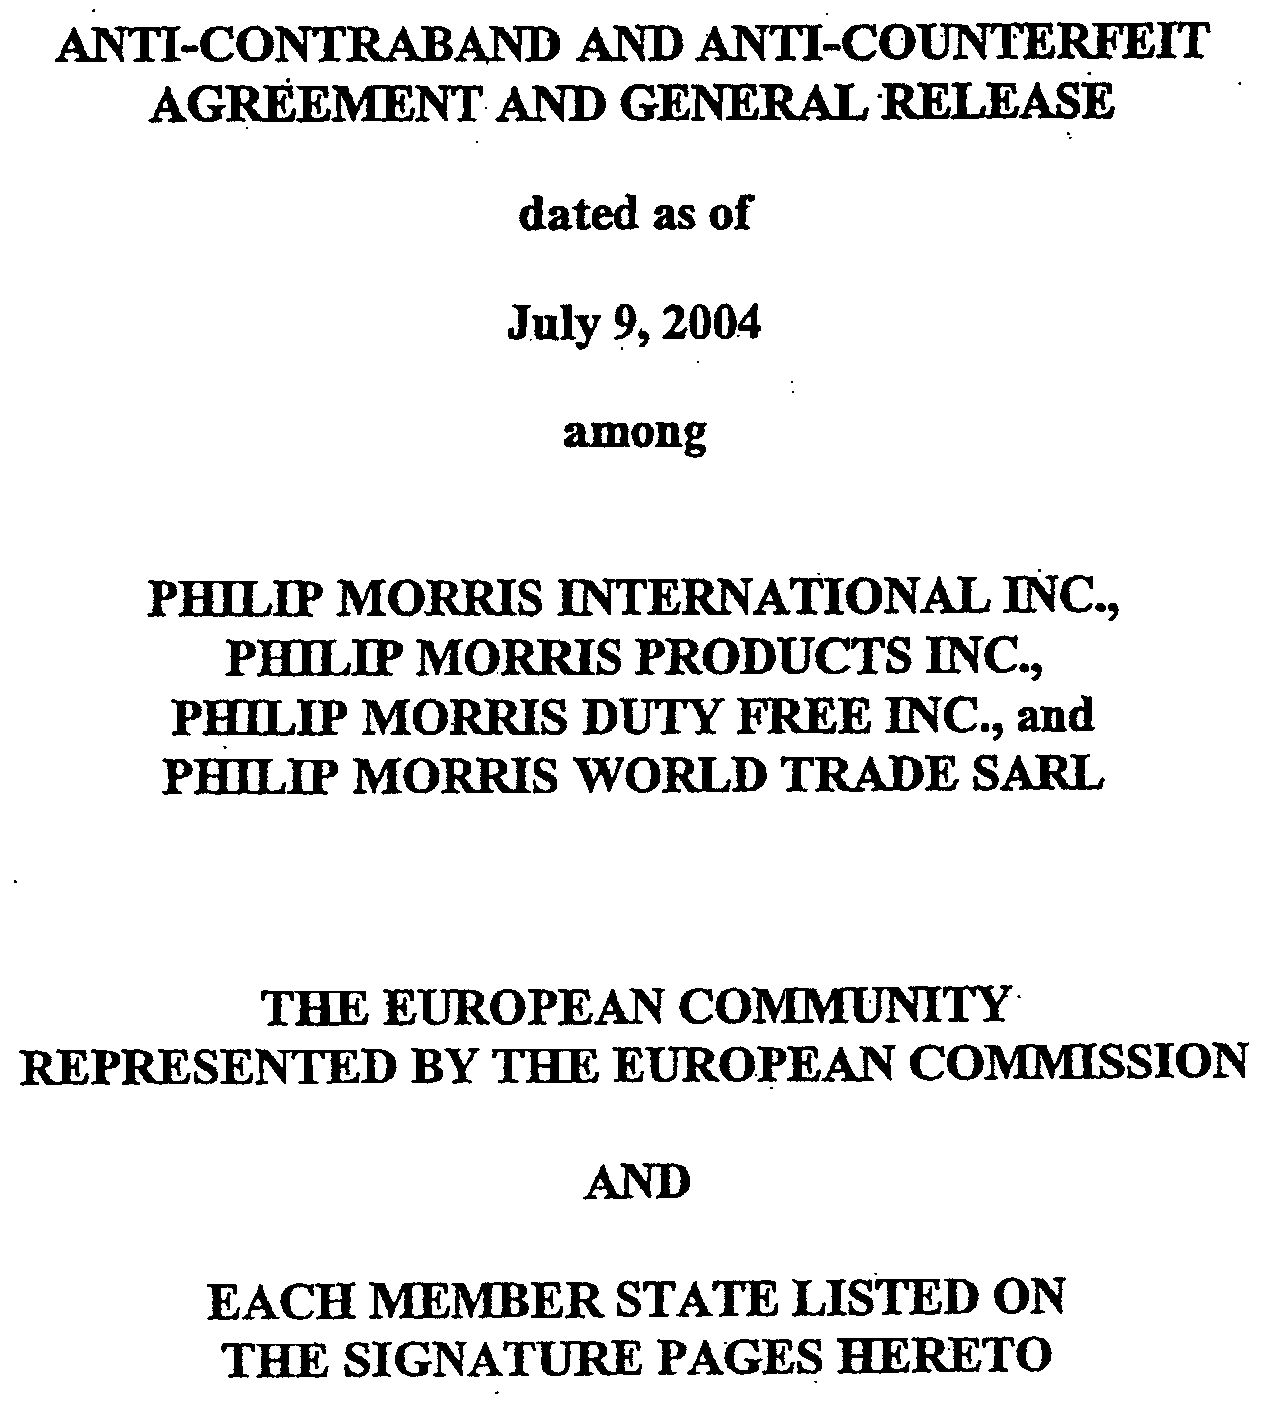 ANTI-CONTRABAND AND ANTI-COUNTERFEIT
AGREEMENT AND GENERAL RELEASE
dated as of
July 9, 2004
among
PHILIP MORRIS INTERNATIONAL INC.,
PHILIP MORRIS PRODUCTS INC.,
PHILIP MORRIS DUTY FREE INC., and
PHILIP MORRIS WORLD TRADE SARL
THE EUROPEAN COMMUNITY
REPRESENTED BY THE EUROPEAN COMMISSION
AND
EACH MEMBER STATE LISTED ON
THE SIGNATURE PAGES HERETO